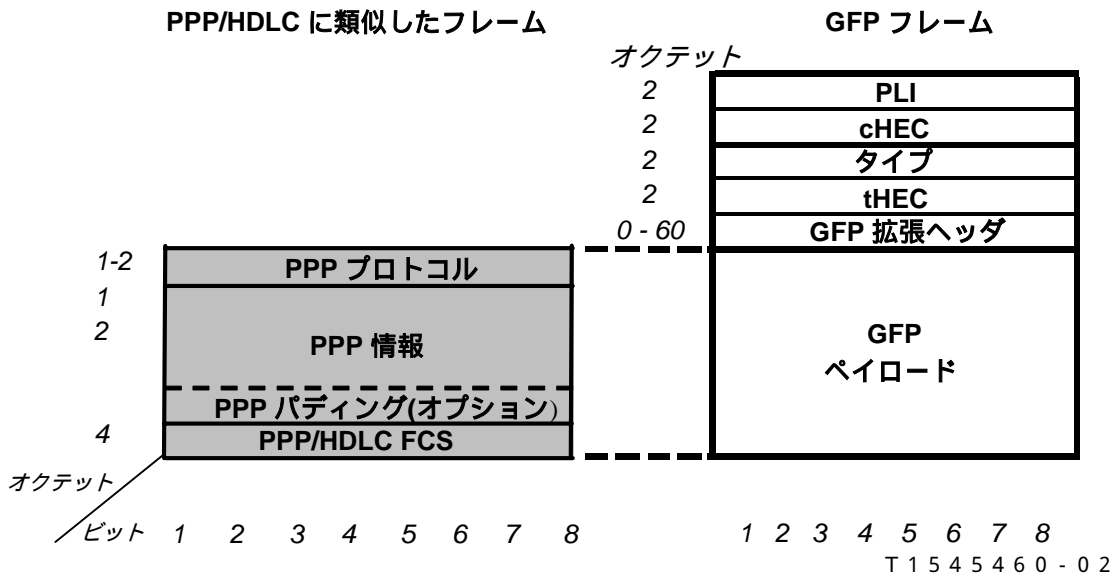 PPP/HDLC に類似したフレーム
GFP フレーム
オクテット
2
PLI
2
cHEC
2
タイプ
2
tHEC
0 - 60
GFP 拡張ヘッダ
1-2
PPP プロトコル
1
2
PPP 情報
GFP
ペイロード
PPP パディング(オプション)
4
PPP/HDLC FCS
オクテット
ビット 1 2 3 4 5 6 7 8
1 2 3 4 5 6 7 8
T1545460-02